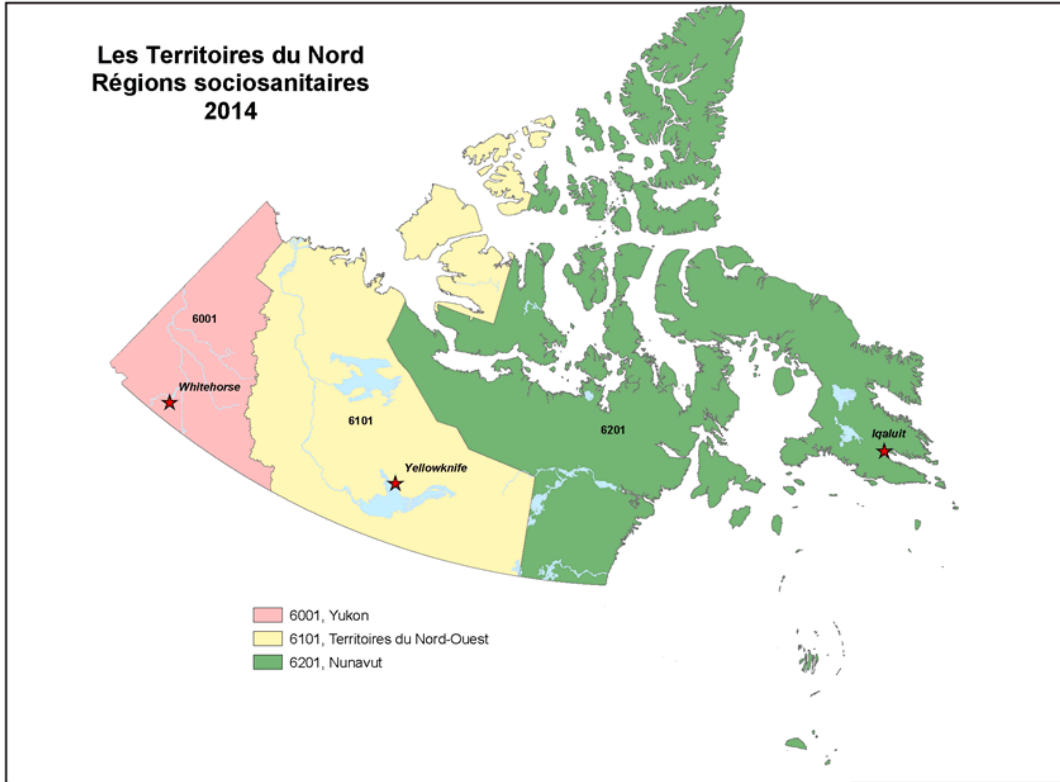 Les Territoires du Nord
Régions sociosanitaires
2014
6001
Whitehorse
6101
6201
Iqaluit
Yellowknife
6001, Yukon
6101, Territoires du Nord-Ouest
6201, Nunavut